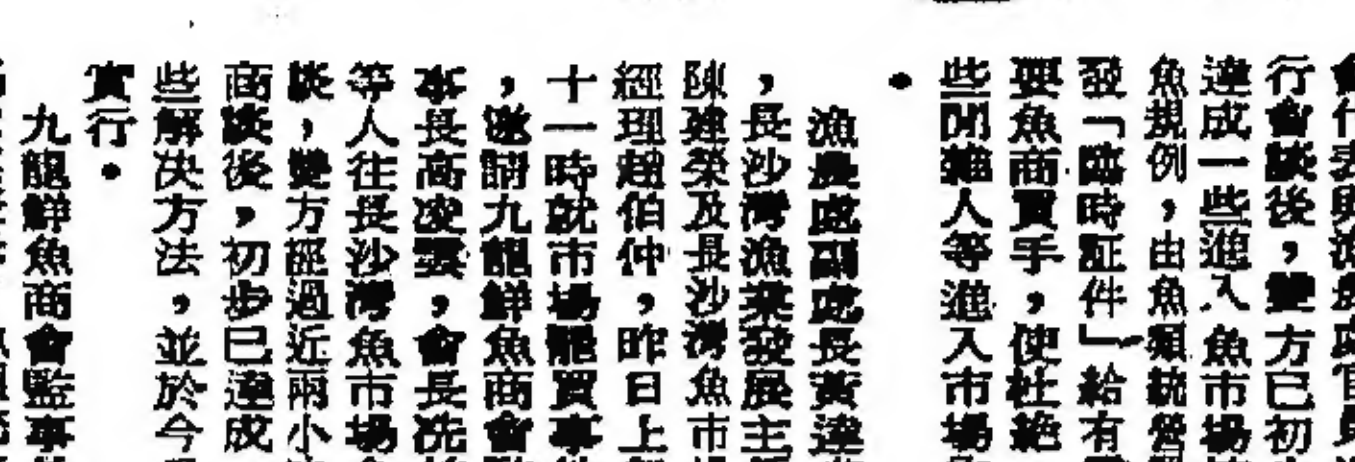 會代表與漁農處官員
行會談後，雙方已初
達成一些進入魚市場
魚規例，由魚類統營
發「臨時証件」給有
要魚商買手，使杜絕
些閒雜人等進入市場
。
漁農處副處長黃達
，長沙灣漁業發展主
陳建榮及長沙灣魚市場
經理趙伯仲，昨日上
十一時就市場罷買事
，邀請九龍鮮魚商會
事長高凌雲，會長冼
等人往長沙灣魚市場
談，雙方經過近兩小
商談後，初步已達成
些解决方法，並於今
實行。
九龍鮮魚商會監事